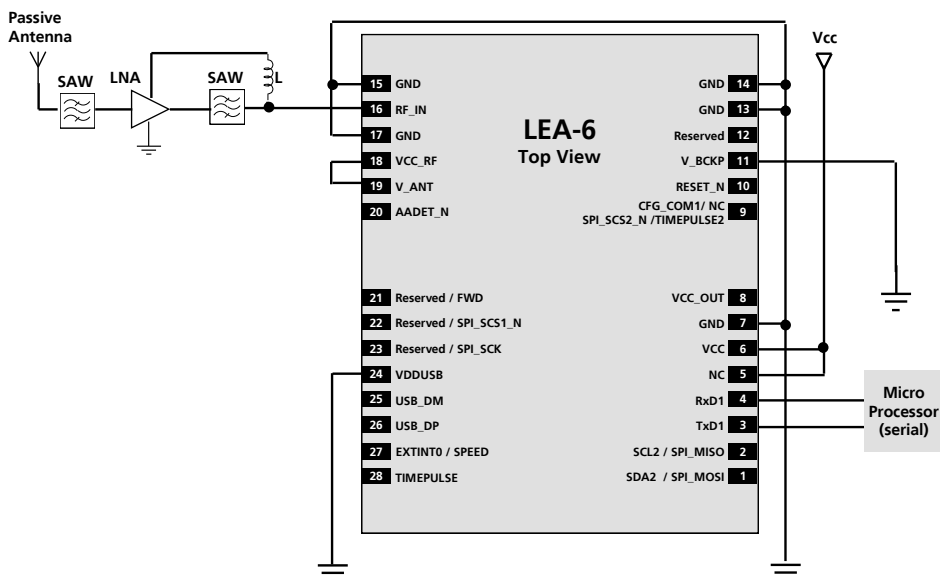 Passive
Antenna
SAW
LNA
SAW
L
Vcc
LEA-6
Top View
15 GND
16 RF_IN
17 GND
18 VCC_RF
19 V_ANT
20 AADET_N
21 Reserved / FWD
22 Reserved / SPI_SCS1_N
23 Reserved / SPI_SCK
24 VDDUSB
25 USB_DM
26 USB_DP
27 EXTINT0 / SPEED
28 TIMEPULSE
GND 14
GND 13
Reserved 12
V_BCKP 11
RESET_N 10
CFG_COM1/ NC
SPI_SCS2_N /TIMEPULSE2 9
VCC_OUT 8
GND 7
VCC 6
NC 5
RxD1 4
TxD1 3
SCL2 / SPI_MISO 2
SDA2 / SPI_MOSI 1
Micro
Processor
(serial)